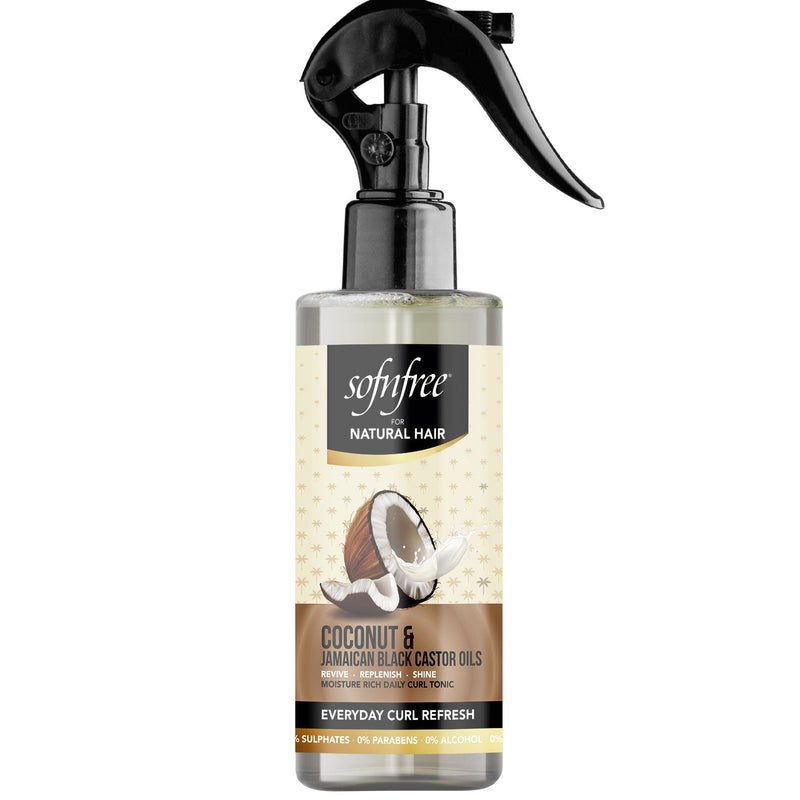 sofnfree®
FOR
NATURAL HAIR
COCONUT &
JAMAICAN BLACK CASTOR OILS
REVIVE · REPLENISH · SHINE
MOISTURE RICH DAILY CURL TONIC
EVERYDAY CURL REFRESH
% SULPHATES · 0% PARABENS · 0% ALCOHOL · 0%